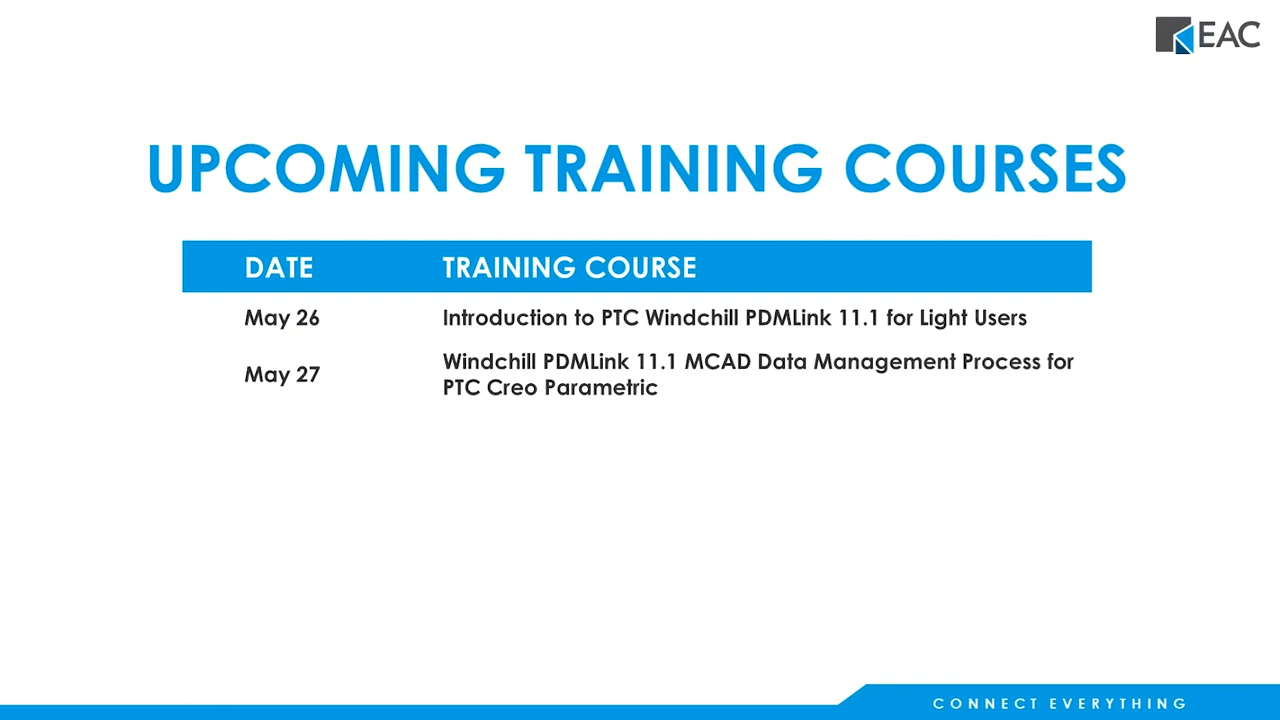 EAC
UPCOMING TRAINING COURSES
DATE TRAINING COURSE
May 26 Introduction to PTC Windchill PDMLink 11.1 for Light Users
May 27 Windchill PDMLink 11.1 MCAD Data Management Process for
PTC Creo Parametric
CONNECT EVERYTHING